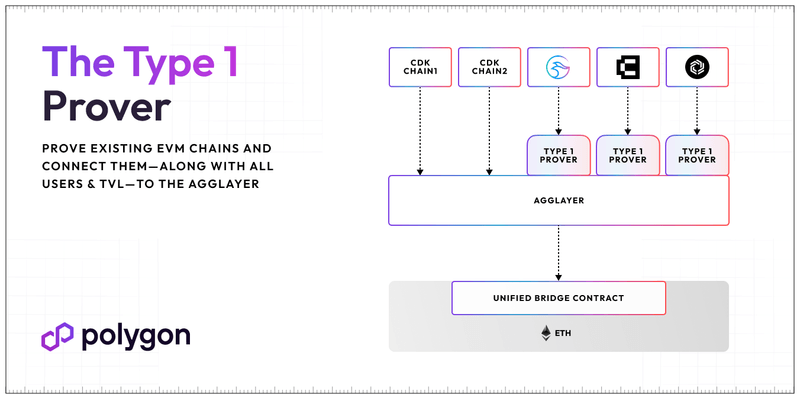 The Type 1
Prover
PROVE EXISTING EVM CHAINS AND
CONNECT THEM—ALONG WITH ALL
USERS & TVL—TO THE AGGLAYER
polygon
CDK
CHAIN1
CDK
CHAIN2
TYPE 1
PROVER
TYPE 1
PROVER
TYPE 1
PROVER
AGGLAYER
UNIFIED BRIDGE CONTRACT
ETH